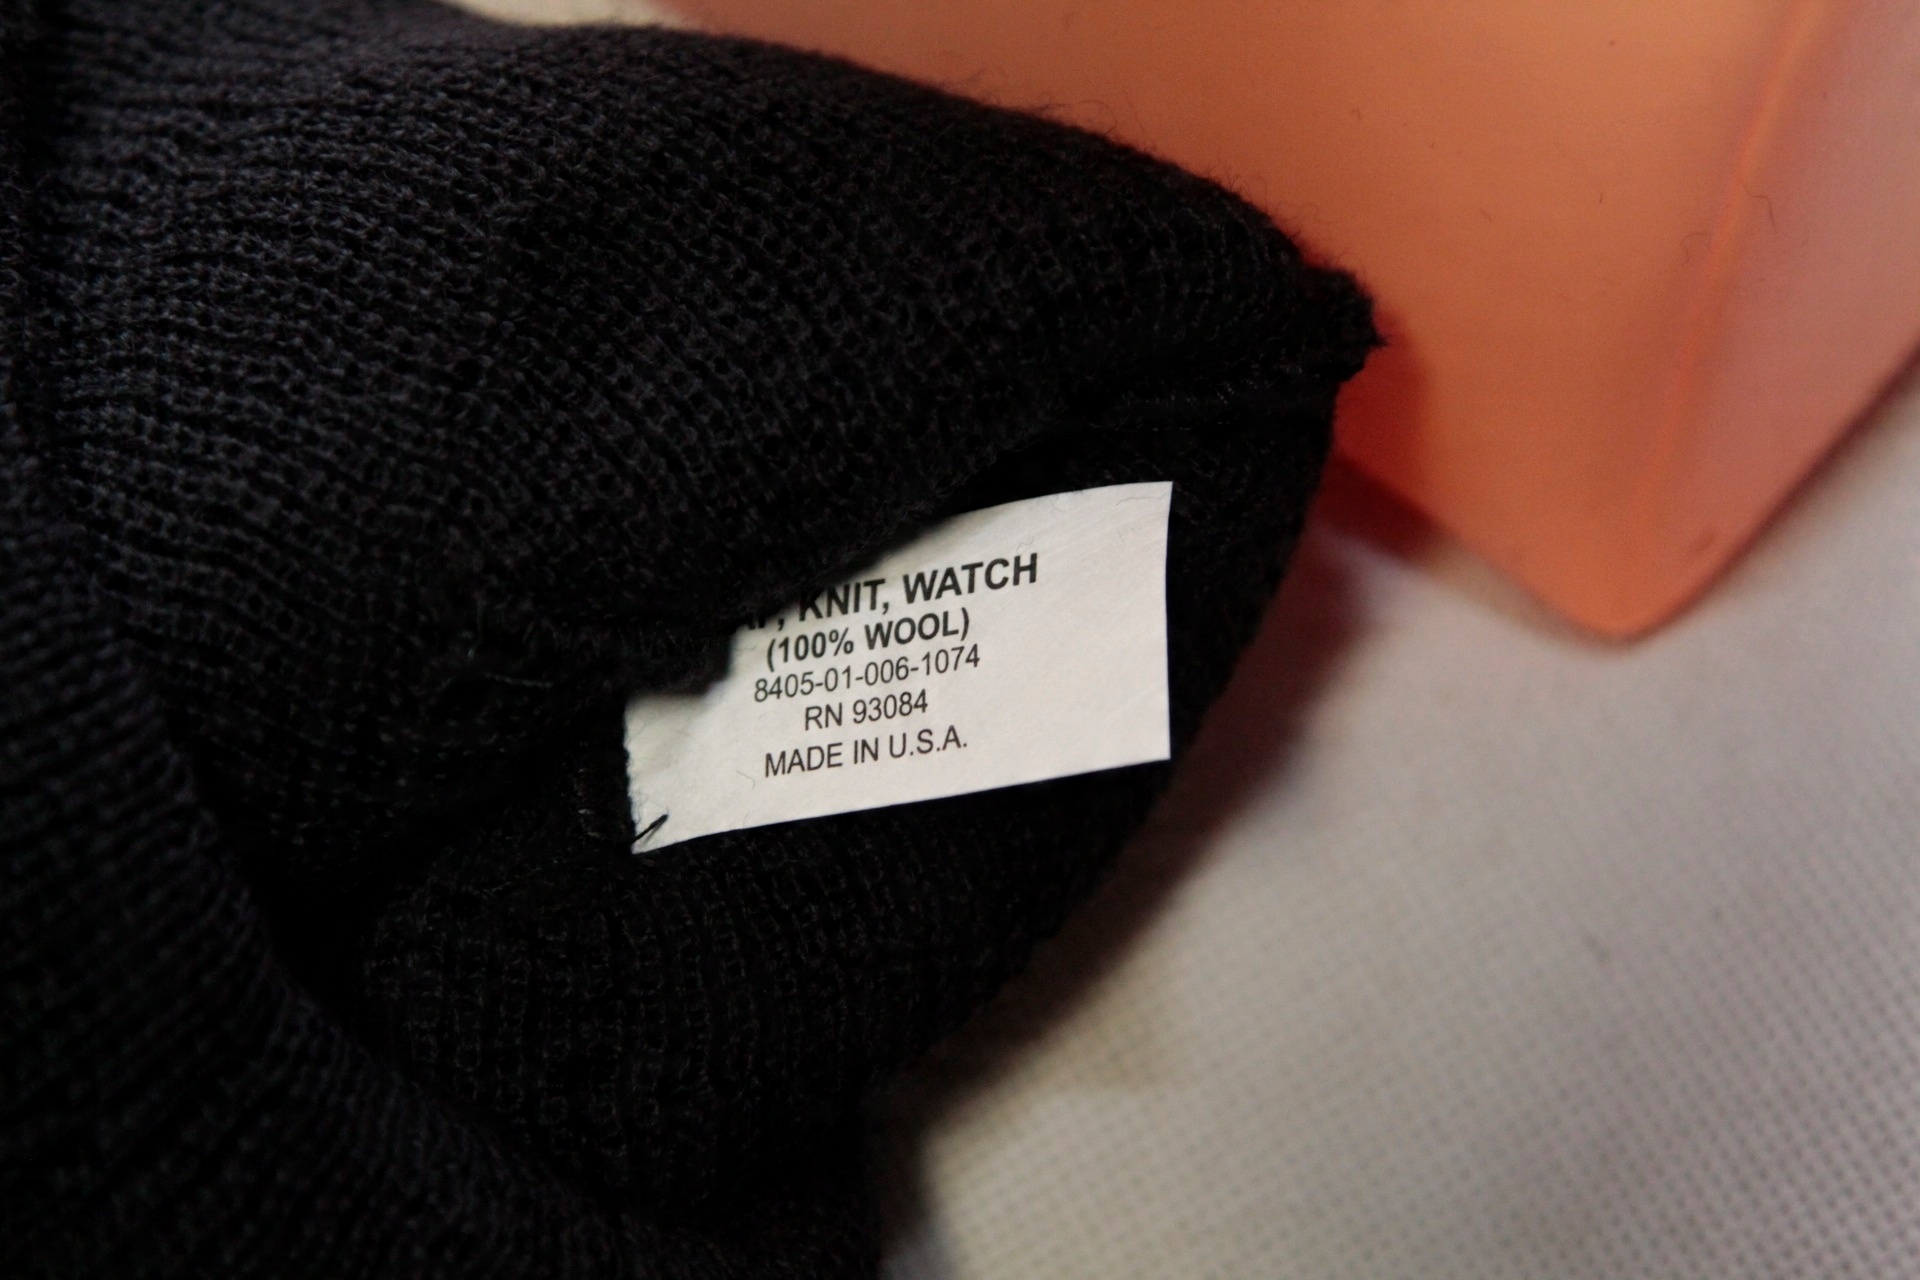 KNIT, WATCH
(100% WOOL)
8405-01-006-1074
RN 93084
MADE IN U.S.A.